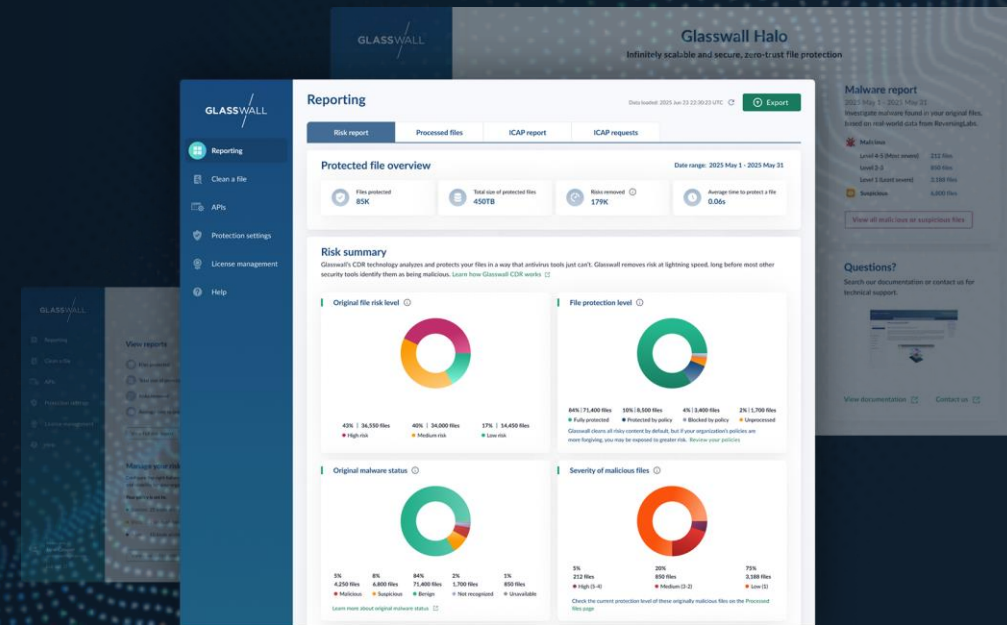 GLASSWALL
Glasswall Halo
Infinitely scalable and secure, zero-trust file protection
Malware report
2025 May 1 - 2025 May 31
Investigate malware found in your original files,
based on real-world data from ReversingLabs.
Malicious
Level 4-5 (Most severe) 212 files
Level 2-3 850 files
Level 1 (Least severe) 3,188 files
Suspicious 6,800 files
View all malicious or suspicious files
Questions?
Search our documentation or contact us for
technical support.
View documentation
Contact us
GLASSWALL
Reporting
Clean a file
APIs
Protection settings
License management
Help
Reporting
Data loaded: 2025 Jun 23 22:30:23 UTC
Export
Risk report
Processed files
ICAP report
ICAP requests
Protected file overview
Date range: 2025 May 1 - 2025 May 31
Files protected
85K
Total size of protected files
450TB
Risks removed
179K
Average time to protect a file
0.06s
Risk summary
Glasswall's CDR technology analyzes and protects your files in a way that antivirus tools just can't. Glasswall removes risk at lightning speed, long before most other
security tools identify them as being malicious. Learn how Glasswall CDR works
Original file risk level
43% | 36,550 files
High risk
40% | 34,000 files
Medium risk
17% | 14,450 files
Low risk
File protection level
84% | 71,400 files
Fully protected
10% | 8,500 files
Protected by policy
4% | 3,400 files
Blocked by policy
2% | 1,700 files
Unprocessed
Glasswall cleans all risky content by default, but if your organization's policies are
more forgiving, you may be exposed to greater risk. Review your policies
Original malware status
5%
4,250 files
Malicious
8%
6,800 files
Suspicious
84%
71,400 files
Benign
2%
1,700 files
Not recognized
1%
850 files
Unavailable
Learn more about original malware status
Severity of malicious files
5%
212 files
High (5-4)
20%
850 files
Medium (3-2)
75%
3,188 files
Low (1)
Check the current protection level of these originally malicious files on the Processed
files page
GLASSWALL
Reporting
Clean a file
APIs
Protection settings
License management
Help
View reports
Files protected
Manage your risk